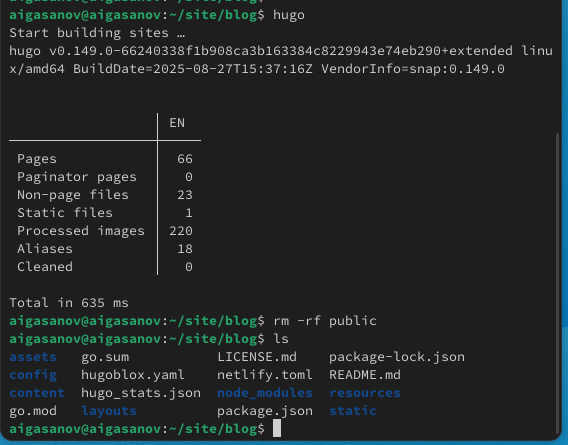 aigasanov@aigasanov:~/site/blog$ hugo
Start building sites …
hugo v0.149.0-66240338f1b908ca3b163384c8229943e74eb290+extended linu
x/amd64 BuildDate=2025-08-27T15:37:16Z VendorInfo=snap:0.149.0
EN
Pages 66
Paginator pages 0
Non-page files 23
Static files 1
Processed images 220
Aliases 18
Cleaned 0
Total in 635 ms
aigasanov@aigasanov:~/site/blog$ rm -rf public
aigasanov@aigasanov:~/site/blog$ ls
assets go.sum LICENSE.md package-lock.json
config hugoblox.yaml netlify.toml README.md
content hugo_stats.json node_modules resources
go.mod layouts package.json static
aigasanov@aigasanov:~/site/blog$